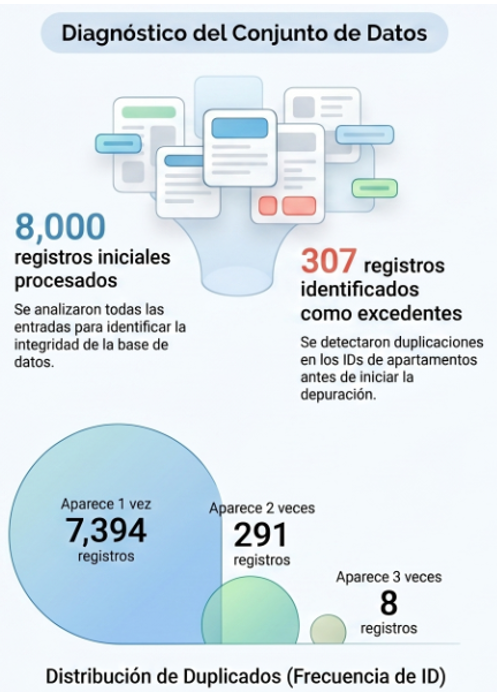 Diagnóstico del Conjunto de Datos
8,000
registros iniciales
procesados
Se analizaron todas las
entradas para identificar la
integridad de la base de
datos.
307 registros
identificados
como excedentes
Se detectaron duplicaciones
en los IDs de apartamentos
antes de iniciar la
depuración.
Aparece 1 vez
7,394
registros
Aparece 2 veces
291
registros
Aparece 3 veces
8
registros
Distribución de Duplicados (Frecuencia de ID)